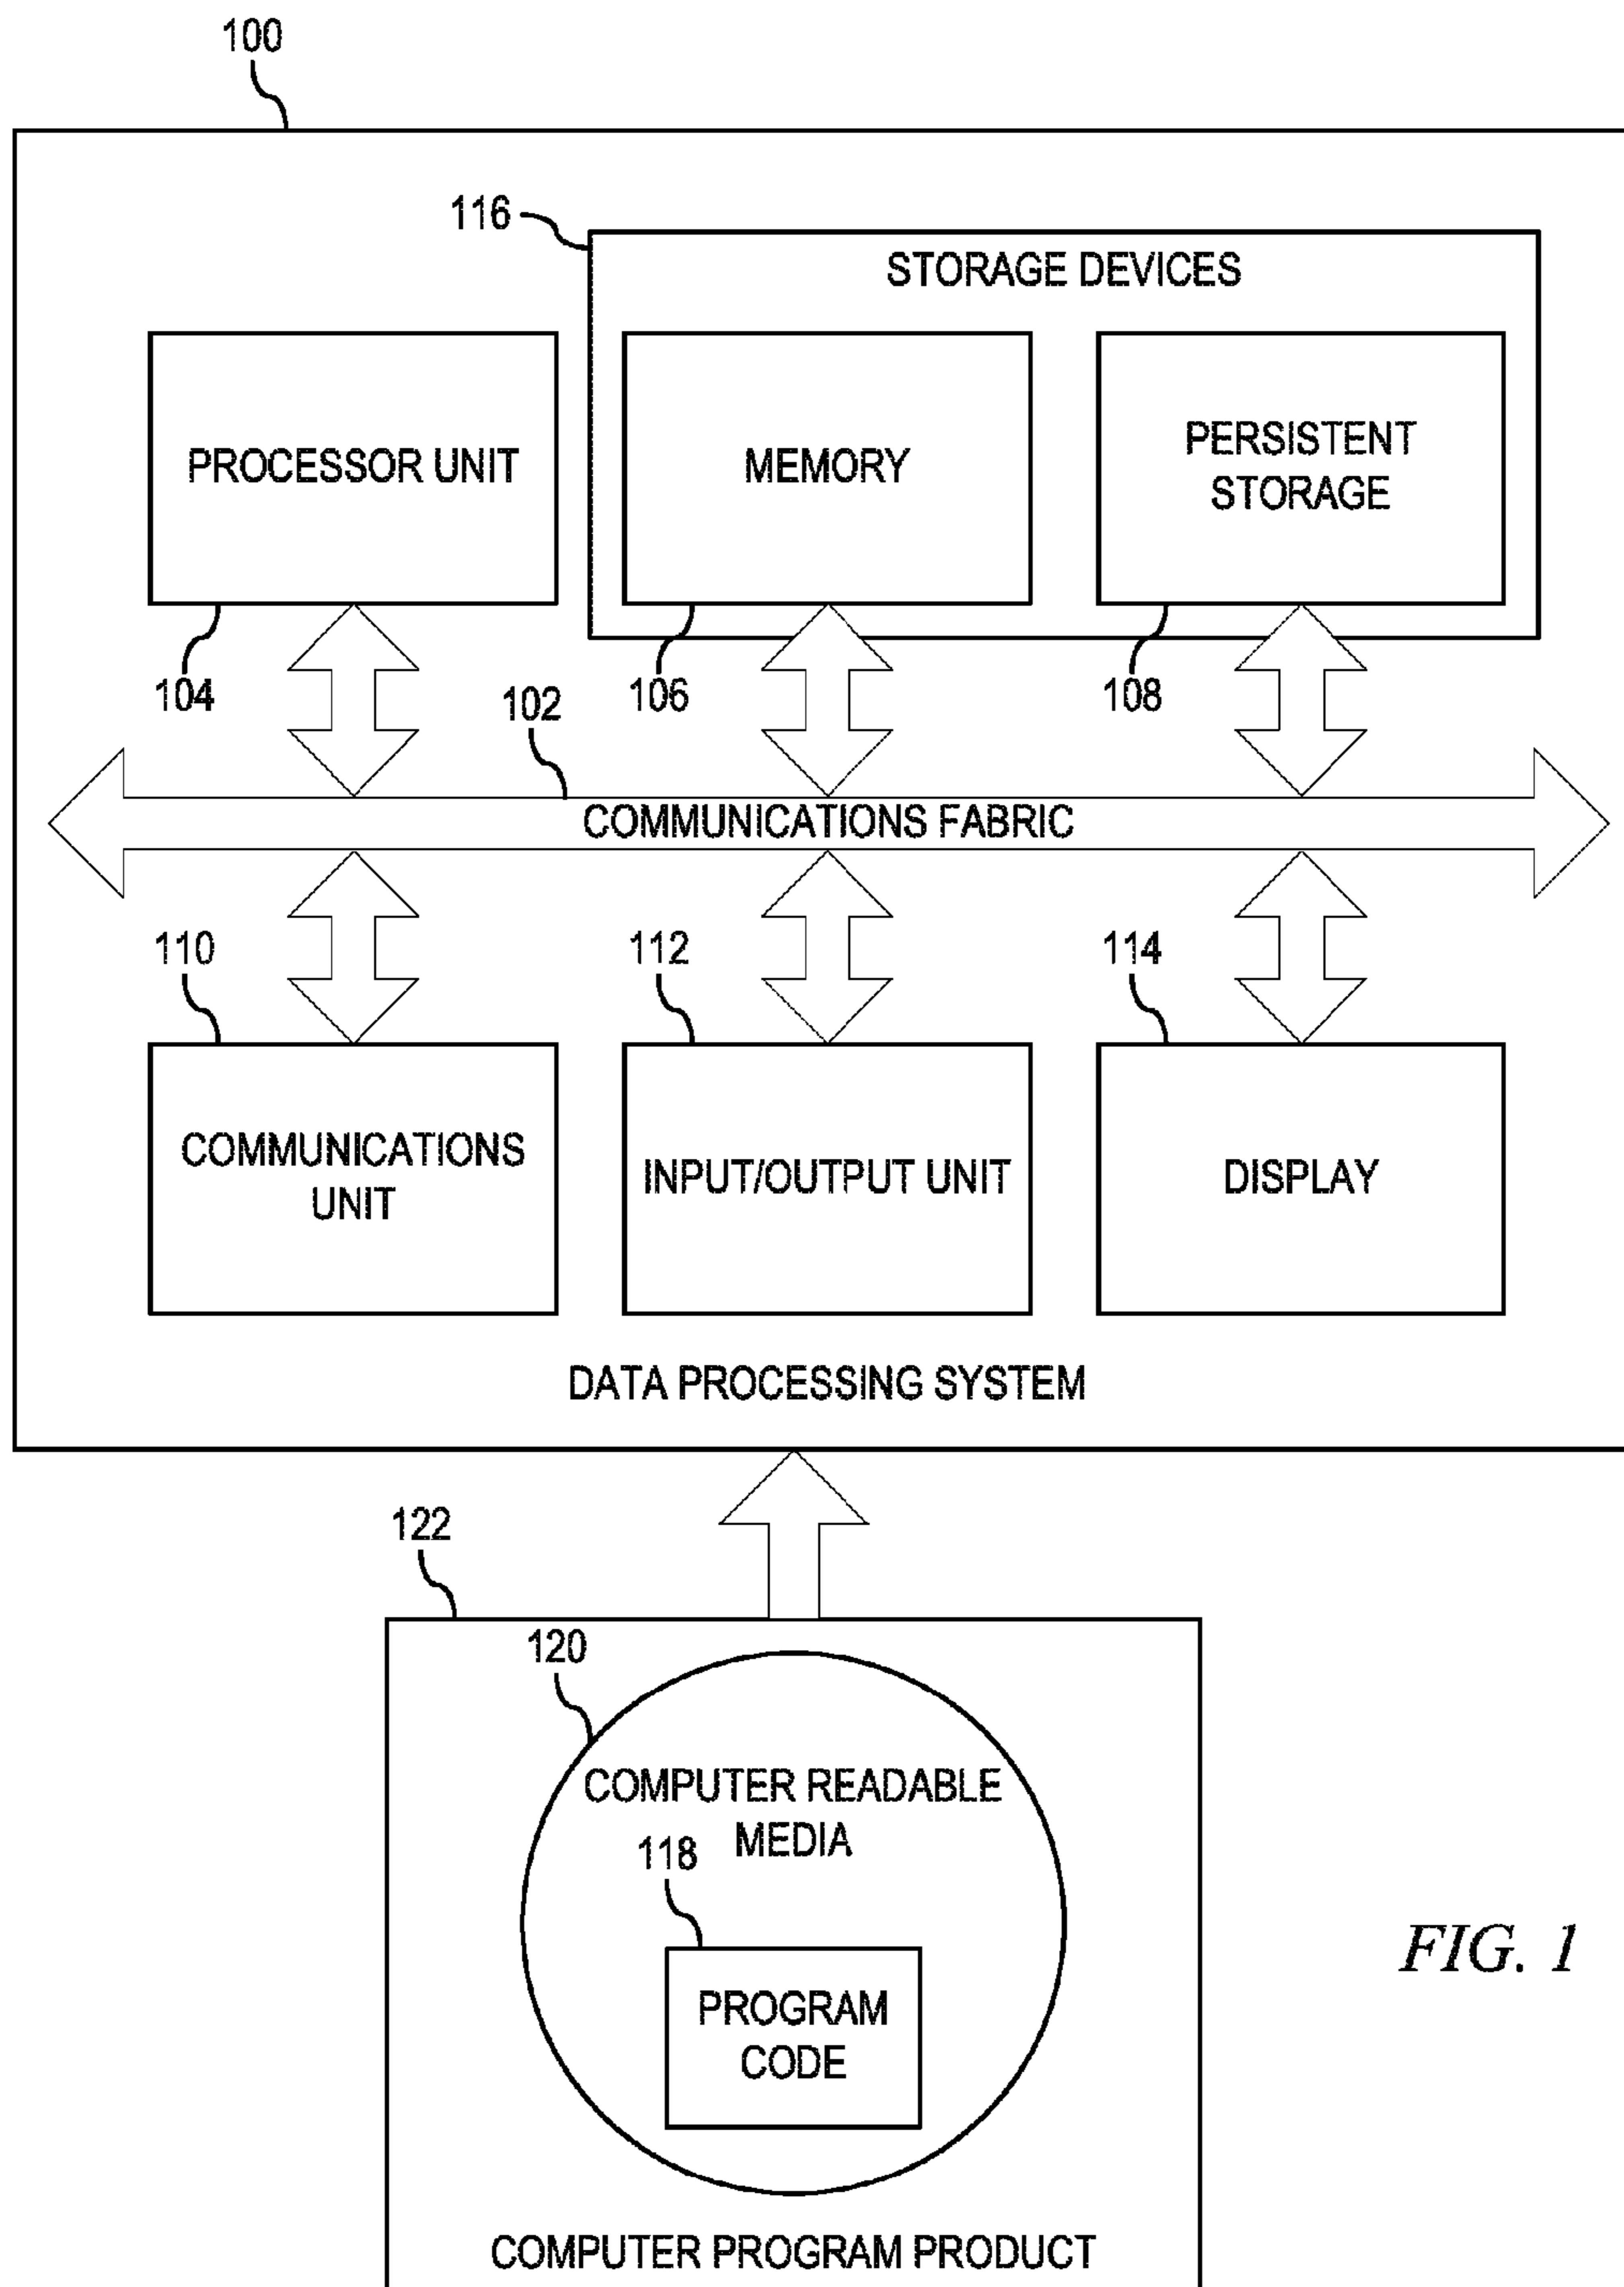 100
116
STORAGE DEVICES
PROCESSOR UNIT
MEMORY
PERSISTENT
STORAGE
104
102
106
108
COMMUNICATIONS FABRIC
110
112
114
COMMUNICATIONS
UNIT
INPUT/OUTPUT UNIT
DISPLAY
DATA PROCESSING SYSTEM
122
120
COMPUTER READABLE
MEDIA
118
PROGRAM
CODE
FIG. 1
COMPUTER PROGRAM PRODUCT